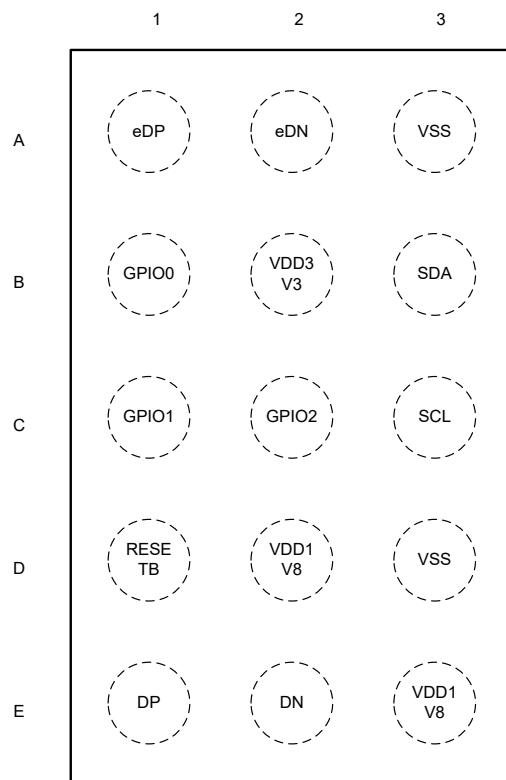 1 2 3
A eDP eDN VSS
B GPIO0 VDD3 V3 SDA
C GPIO1 GPIO2 SCL
D RESE TB VDD1 V8 VSS
E DP DN VDD1 V8